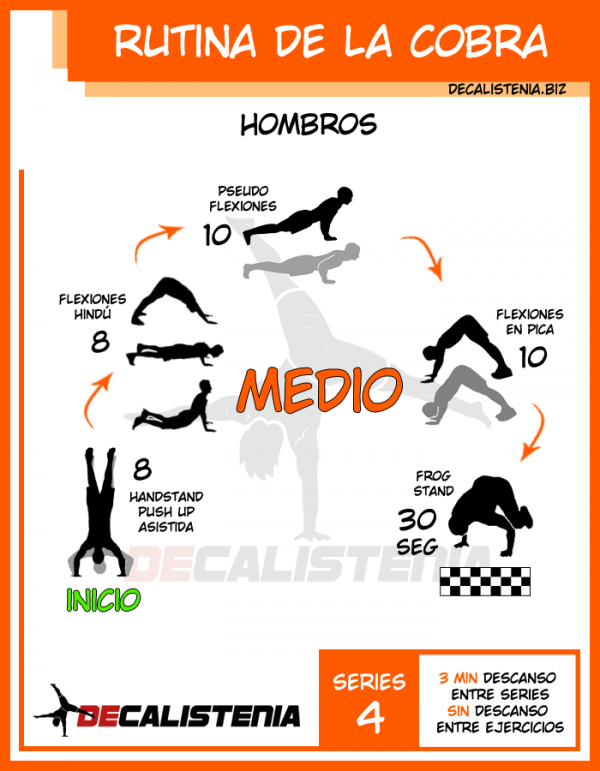 RUTINA DE LA COBRA
DECALISTENIA.BIZ
HOMBROS
PSEUDO
FLEXIONES
10
FLEXIONES
HINDÚ
8
FLEXIONES
EN PICA
10
MEDIO
8
HANDSTAND
PUSH UP
ASISTIDA
FROG
STAND
30
SEG
DECALISTENIA
INICIO
DECALISTENIA
SERIES
4
3 MIN DESCANSO
ENTRE SERIES
SIN DESCANSO
ENTRE EJERCICIOS